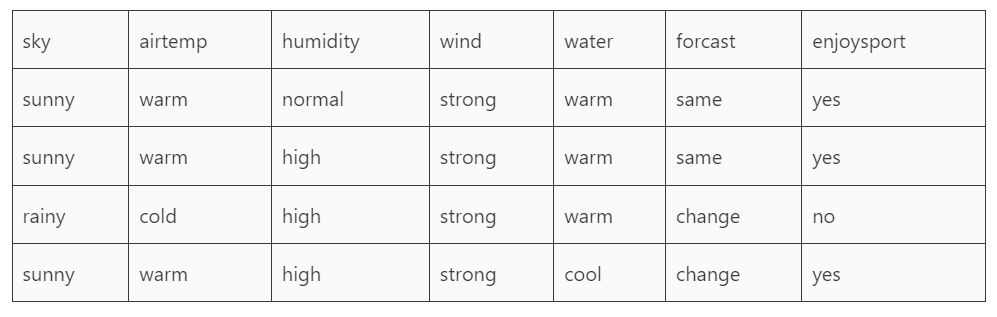 sky airtemp humidity wind water forcast enjoysport
sunny warm normal strong warm same yes
sunny warm high strong warm same yes
rainy cold high strong warm change no
sunny warm high strong cool change yes